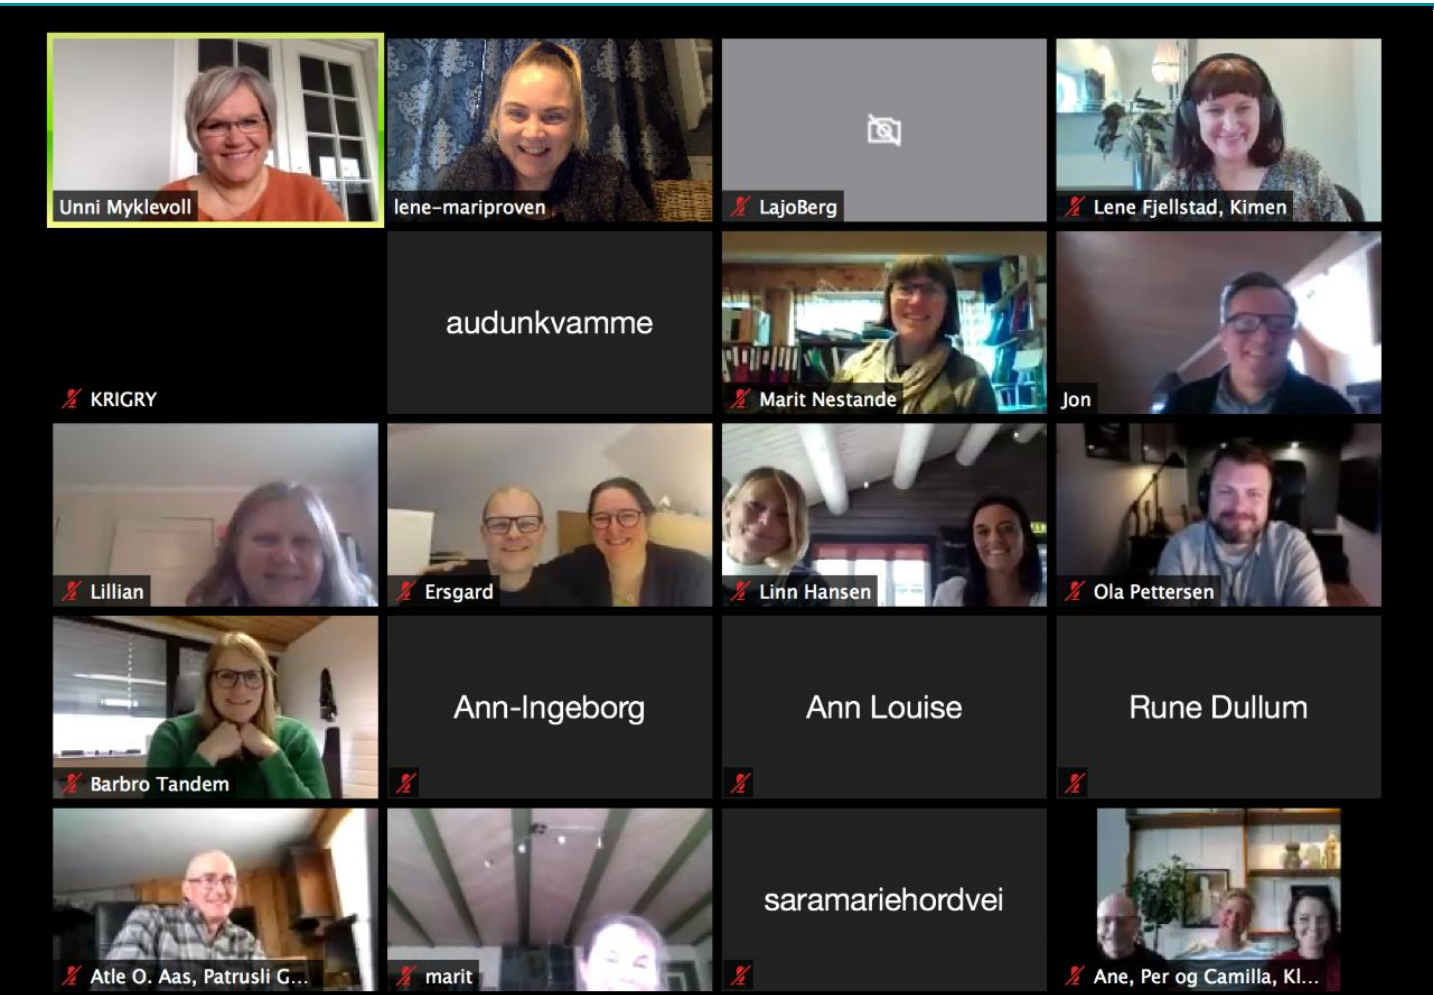 Unni Myklevoll
lene-mariproven
LajoBerg
Lene Fjellstad, Kimen
KRIGRY
audunkvamme
Marit Nestande
Jon
Lillian
Ersgard
Linn Hansen
Ola Pettersen
Barbro Tandem
Ann-Ingeborg
Ann Louise
Rune Dullum
Atle O. Aas, Patrusli G...
marit
saramariehordvei
Ane, Per og Camilla, Kl...